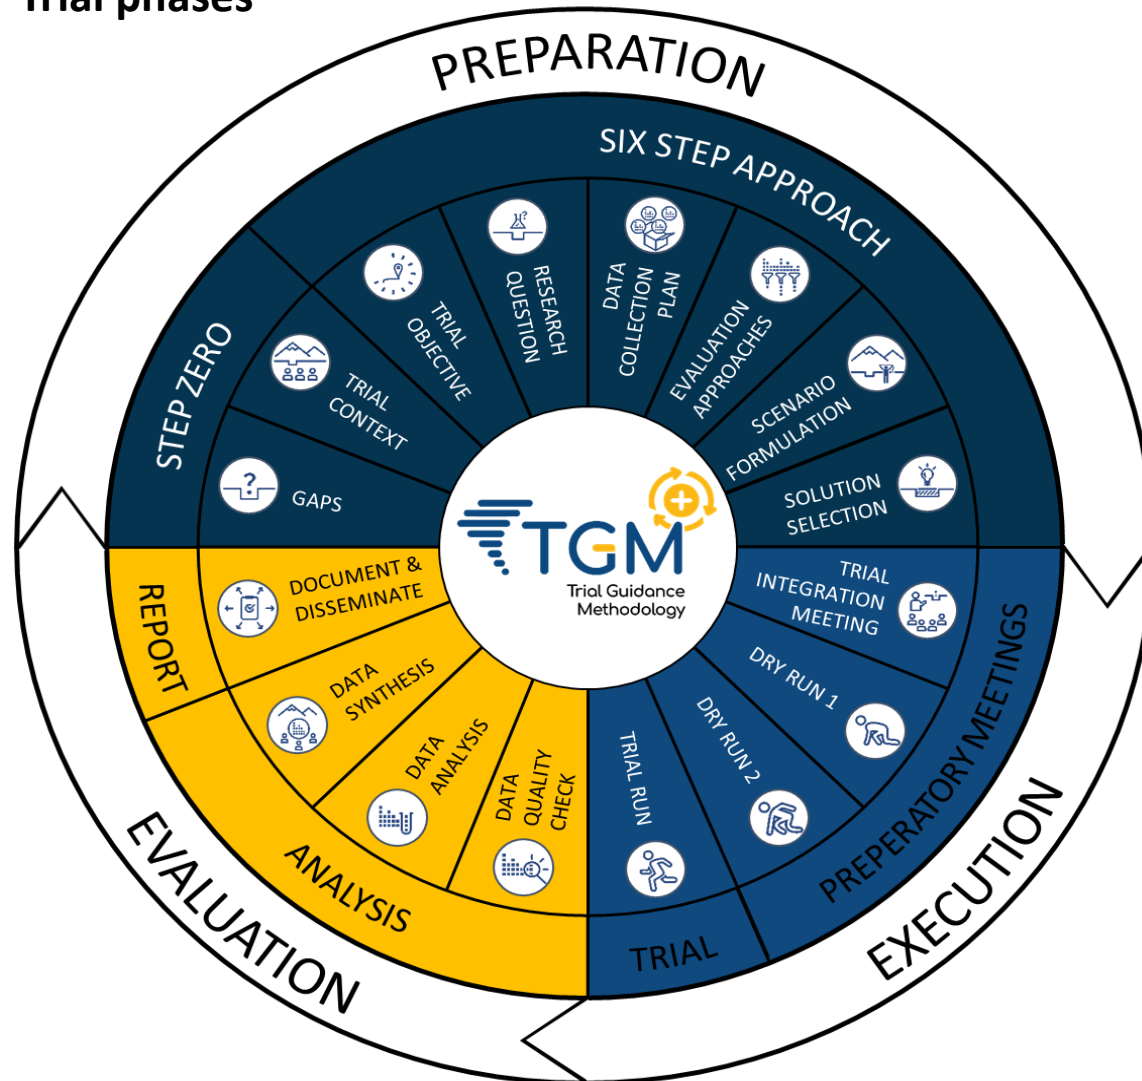 Trial phases
PREPARATION
SIX STEP APPROACH
STEP ZERO
GAPS
TRIAL
CONTEXT
TRIAL
OBJECTIVE
RESEARCH
QUESTION
DATA
COLLECTION
PLAN
EVALUATION
APPROACHES
SCENARIO
FORMULATION
SOLUTION
SELECTION
EXECUTION
PREPERATORY MEETINGS
TRIAL
INTEGRATION
MEETING
DRY RUN 1
DRY RUN 2
TRIAL
TRIAL RUN
EVALUATION
ANALYSIS
DATA
QUALITY
CHECK
DATA
ANALYSIS
DATA
SYNTHESIS
REPORT
DOCUMENT &
DISSEMINATE
TGM
Trial Guidance
Methodology